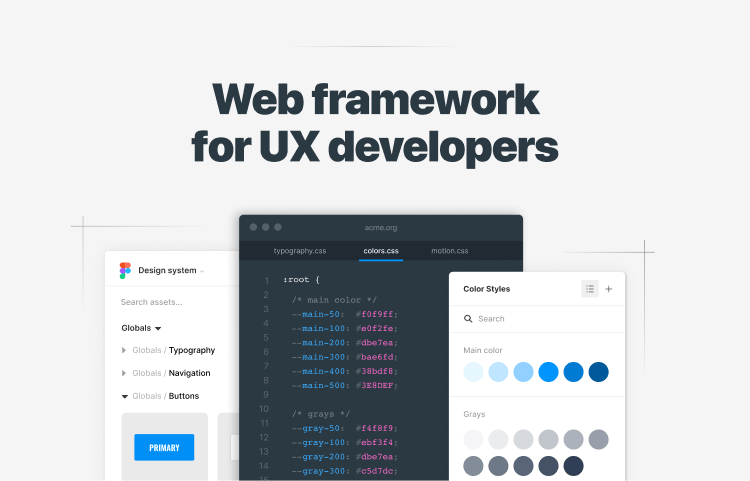 Web framework
for UX developers
Design system
Search assets...
Globals
Globals / Typography
Globals / Navigation
Globals / Buttons
PRIMARY
acme.org
typography.css colors.css motion.css
1 :root {
2 /* main color */
3 --main-50: #f0f9ff;
4 --main-100: #e0f2fe;
5 --main-200: #dbe7ea;
6 --main-300: #bae6fd;
7 --main-400: #38bdf8;
8 --main-500: #3E8DEF;
9
10 /* grays */
11 --gray-50: #f4f8f9;
12 --gray-100: #ebf3f4;
13 --gray-200: #dbe7ea;
14 --gray-300: #c5d7dc;
Color Styles
Search
Main color
Grays